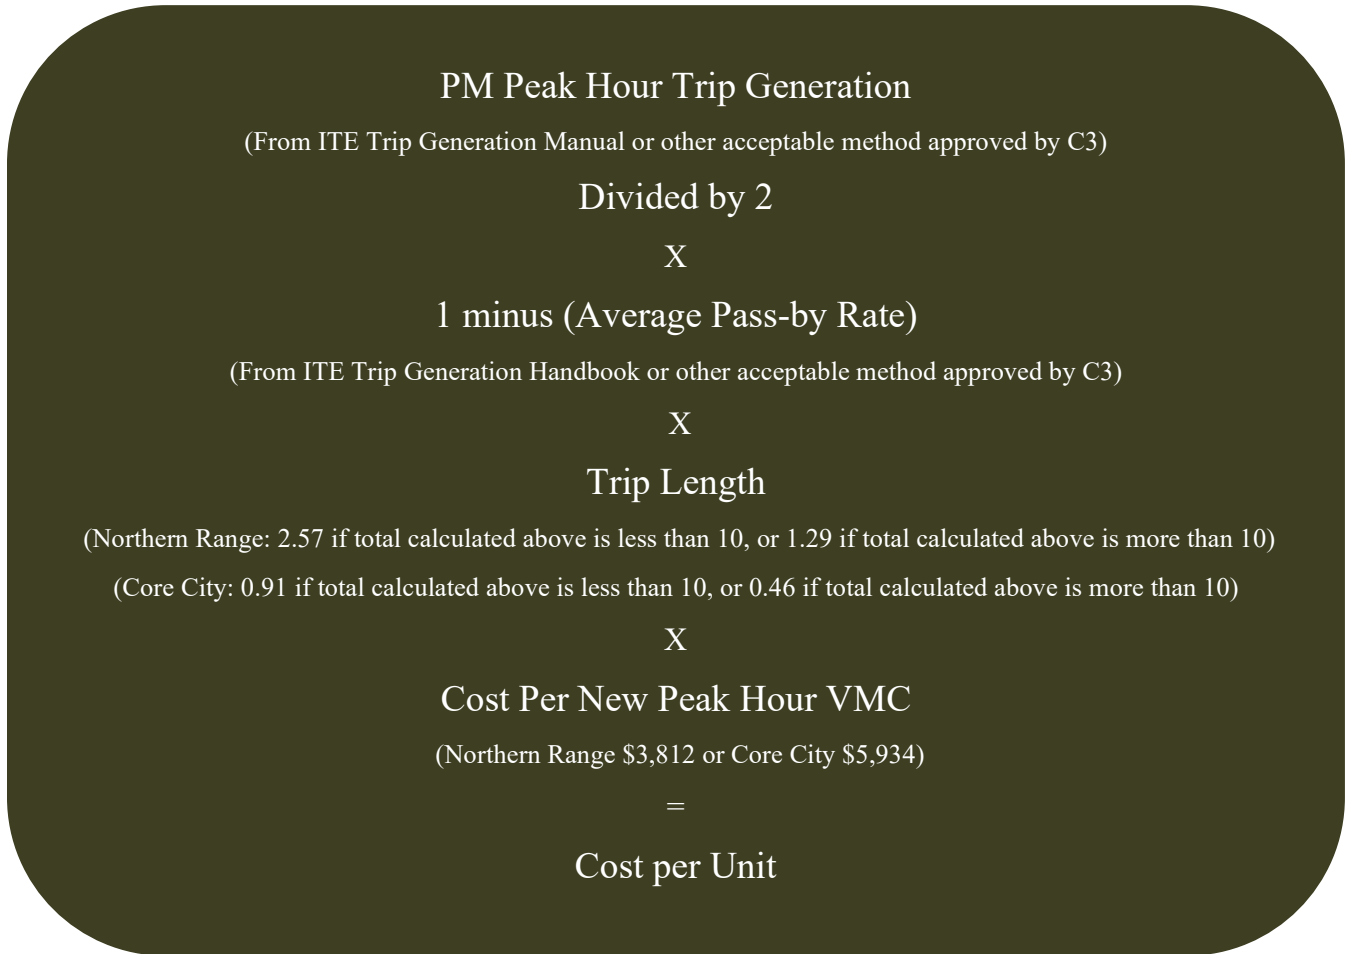 PM Peak Hour Trip Generation
(From ITE Trip Generation Manual or other acceptable method approved by C3)
Divided by 2
X
1 minus (Average Pass-by Rate)
(From ITE Trip Generation Handbook or other acceptable method approved by C3)
X
Trip Length
(Northern Range: 2.57 if total calculated above is less than 10, or 1.29 if total calculated above is more than 10)
(Core City: 0.91 if total calculated above is less than 10, or 0.46 if total calculated above is more than 10)
X
Cost Per New Peak Hour VMC
(Northern Range $3,812 or Core City $5,934)
=
Cost per Unit